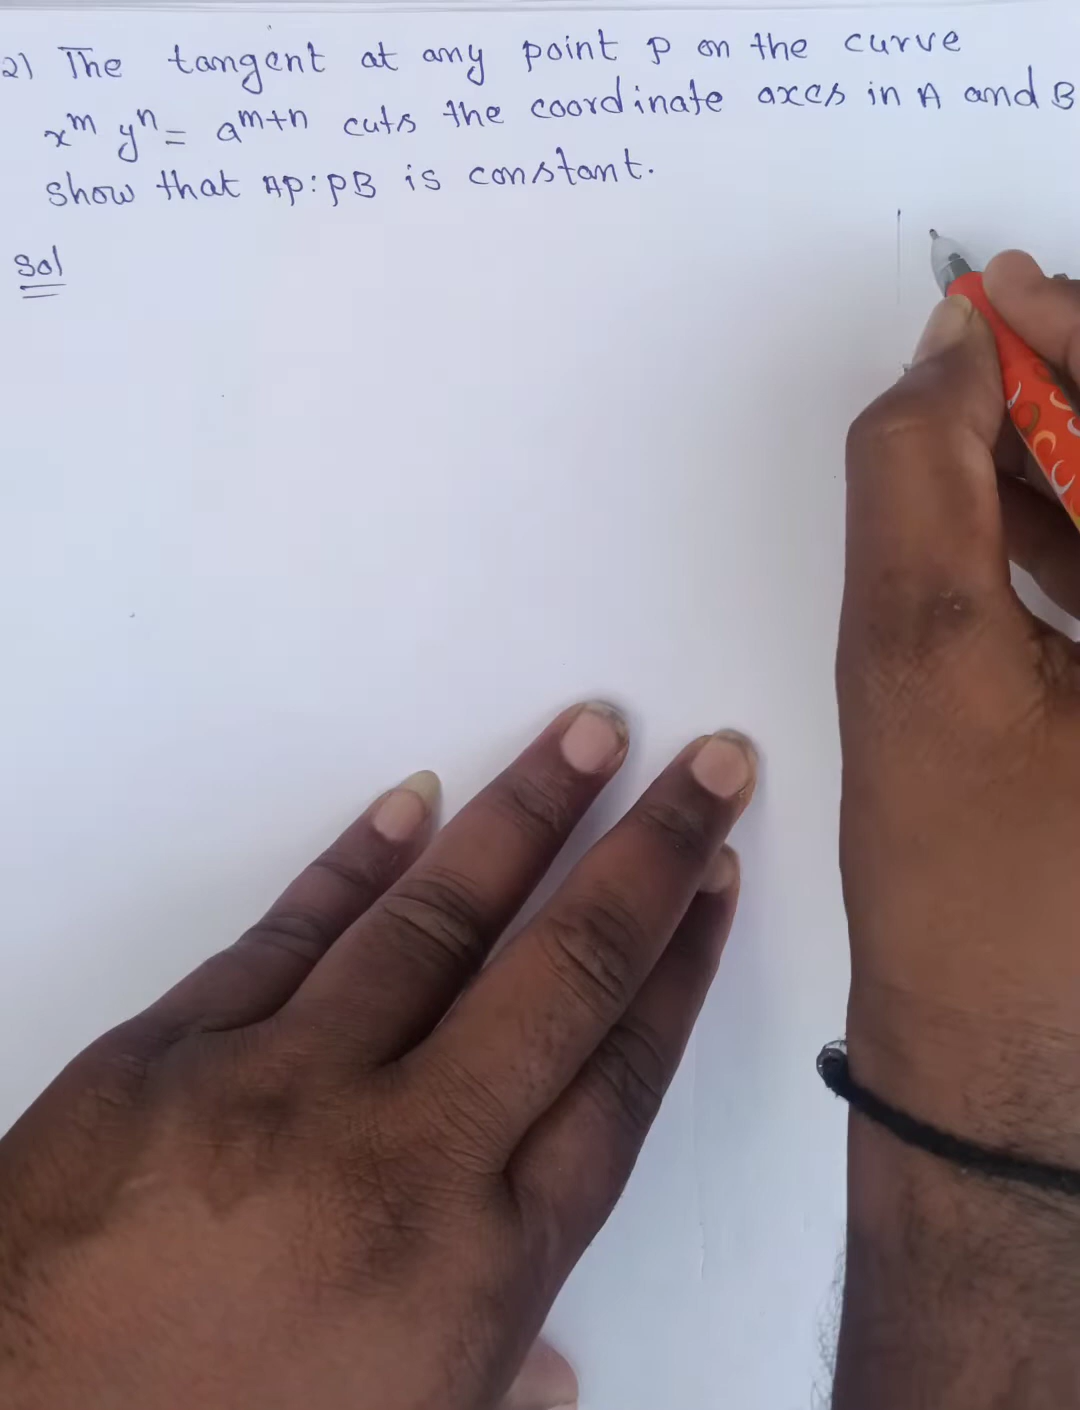 2) The tangent at any point P on the curve
x^m y^n = a^{m+n} cuts the coordinate axes in A and B
show that AP:PB is constant.
Sol